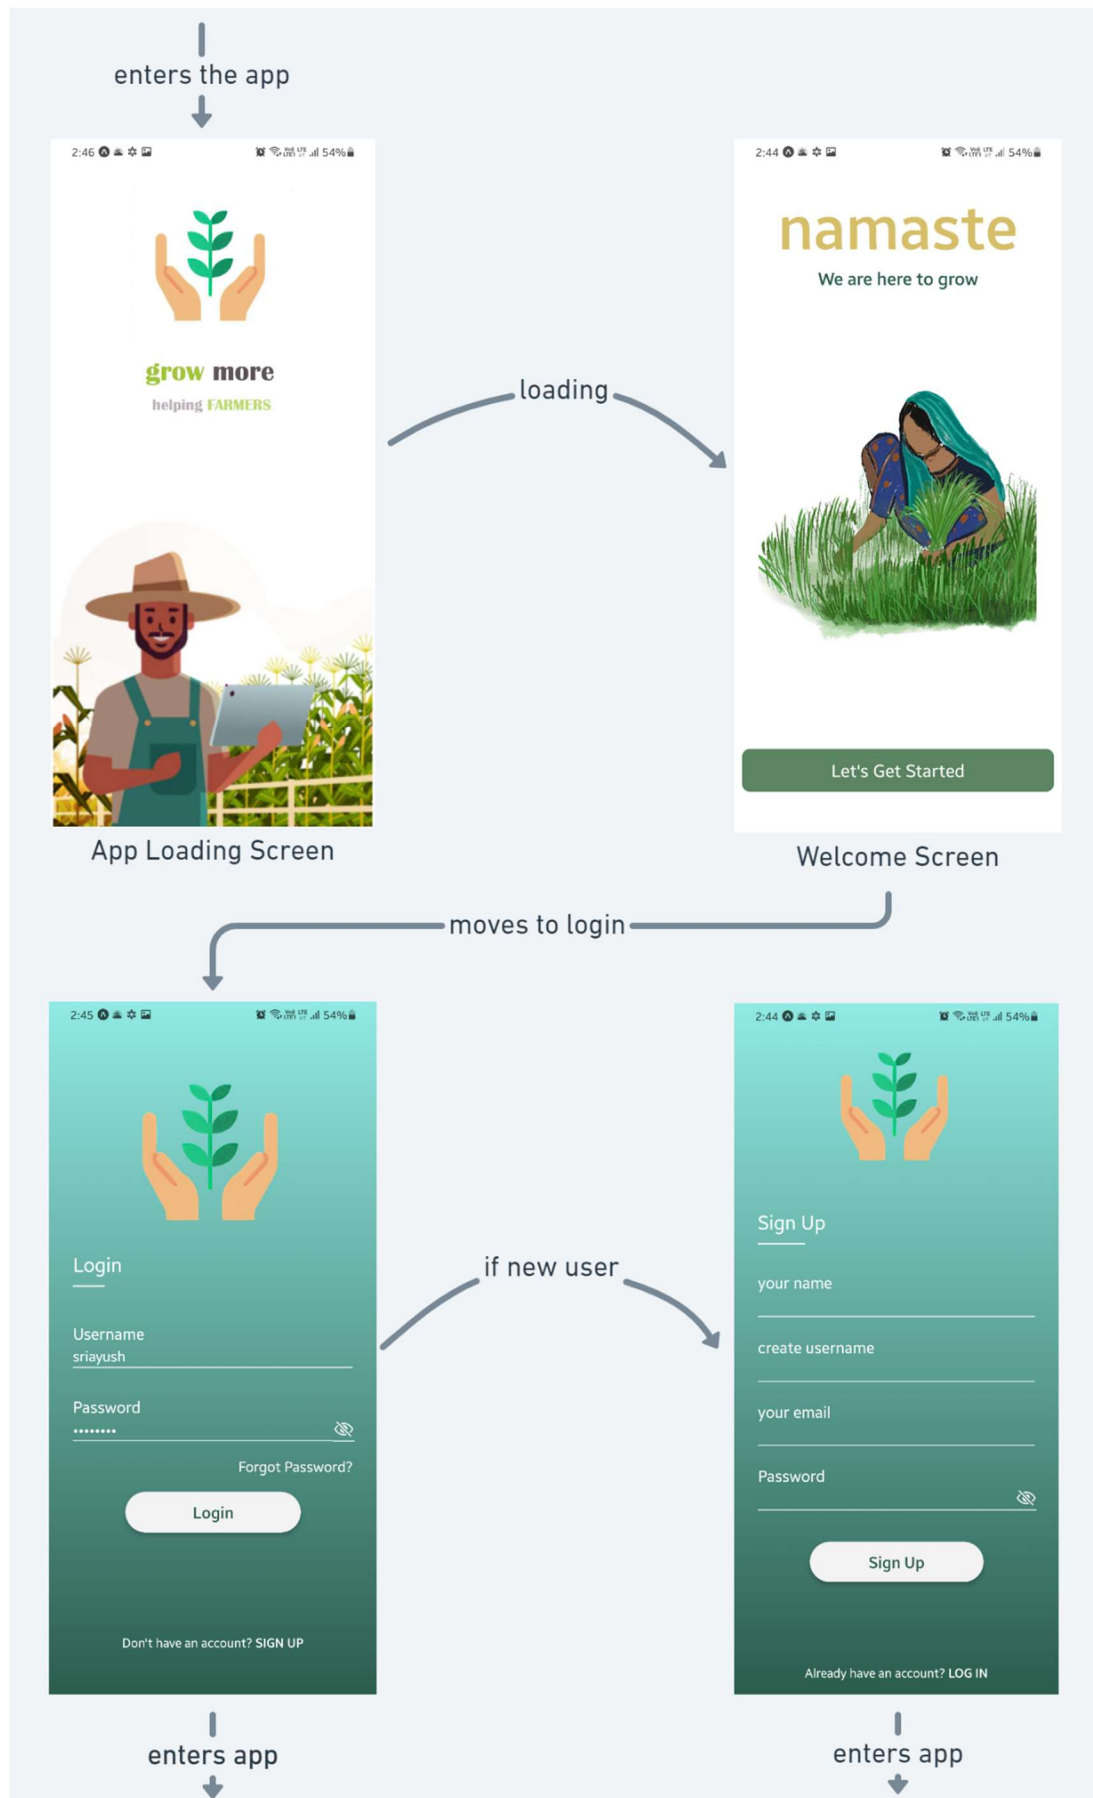 enters the app
2:46
54%
grow more
helping FARMERS
App Loading Screen
loading
2:44
54%
namaste
We are here to grow
Let's Get Started
Welcome Screen
moves to login
2:45
54%
Login
Username
sriayush
Password
••••••••
Forgot Password?
Login
Don't have an account? SIGN UP
enters app
if new user
2:44
54%
Sign Up
your name
create username
your email
Password
Sign Up
Already have an account? LOG IN
enters app